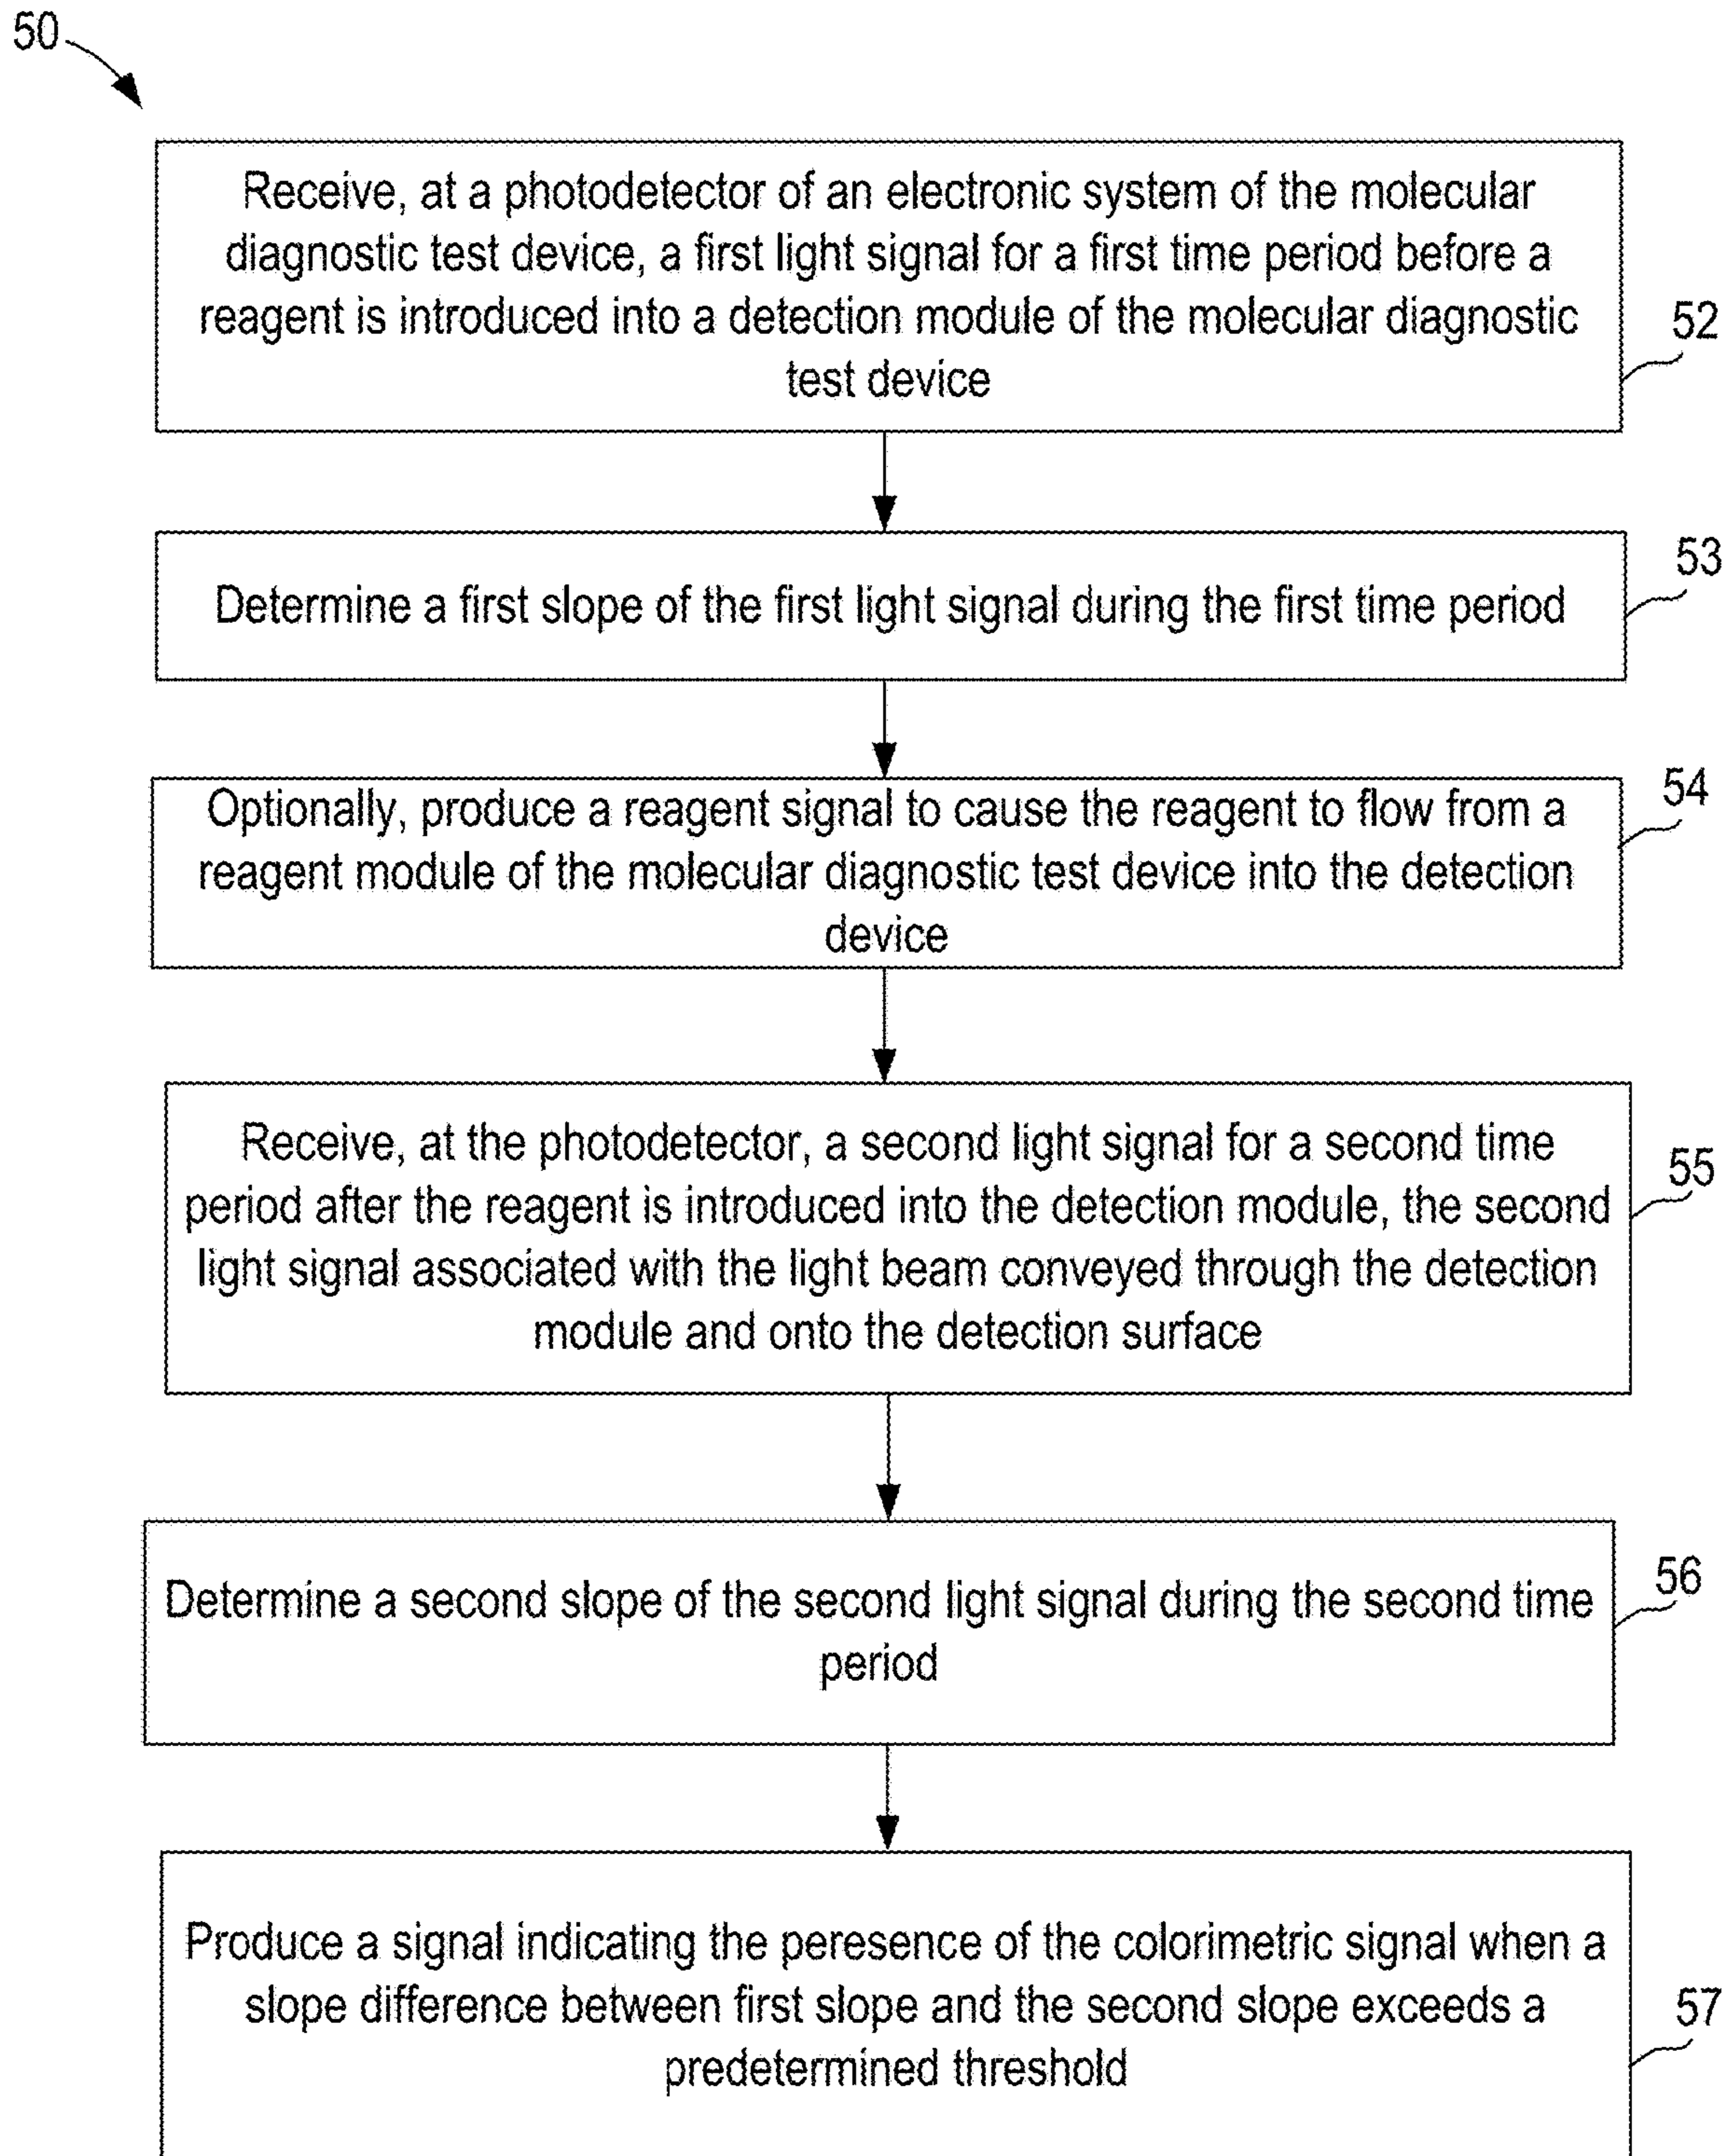 50
Receive, at a photodetector of an electronic system of the molecular
diagnostic test device, a first light signal for a first time period before a
reagent is introduced into a detection module of the molecular diagnostic
test device
52
Determine a first slope of the first light signal during the first time period
53
Optionally, produce a reagent signal to cause the reagent to flow from a
reagent module of the molecular diagnostic test device into the detection
device
54
Receive, at the photodetector, a second light signal for a second time
period after the reagent is introduced into the detection module, the second
light signal associated with the light beam conveyed through the detection
module and onto the detection surface
55
Determine a second slope of the second light signal during the second time
period
56
Produce a signal indicating the peresence of the colorimetric signal when a
slope difference between first slope and the second slope exceeds a
predetermined threshold
57